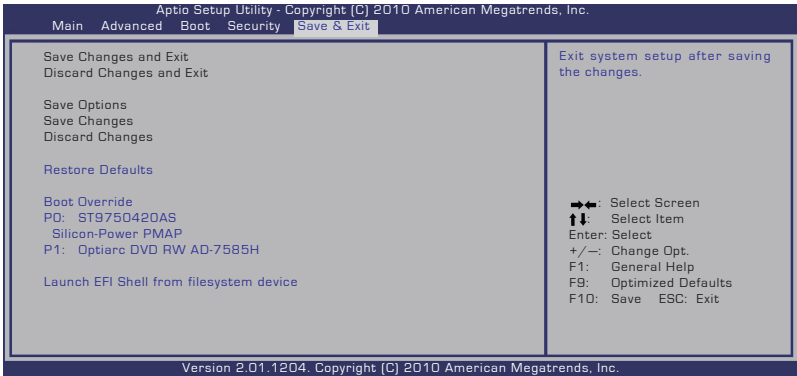 Aptio Setup Utility - Copyright (C) 2010 American Megatrends, Inc.
Main Advanced Boot Security Save & Exit
Save Changes and Exit
Discard Changes and Exit
Save Options
Save Changes
Discard Changes
Restore Defaults
Boot Override
P0: ST9750420AS
Silicon-Power PMAP
P1: Optiarc DVD RW AD-7585H
Launch EFI Shell from filesystem device
Exit system setup after saving
the changes.
→←: Select Screen
↑↓: Select Item
Enter: Select
+/—: Change Opt.
F1: General Help
F9: Optimized Defaults
F10: Save ESC: Exit
Version 2.01.1204. Copyright (C) 2010 American Megatrends, Inc.